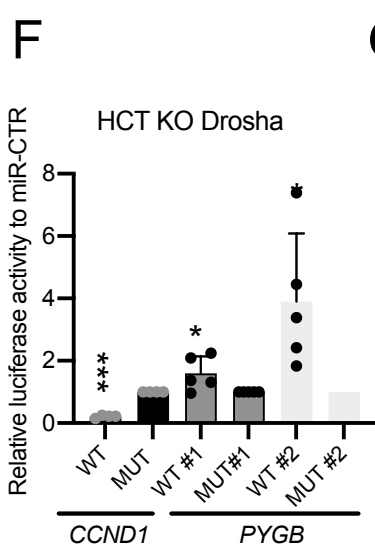 F
HCT KO Drosha
Relative luciferase activity to miR-CTR
8
6
4
2
0
***
*
*
WT
MUT
WT #1
MUT#1
WT #2
MUT #2
CCND1
PYGB